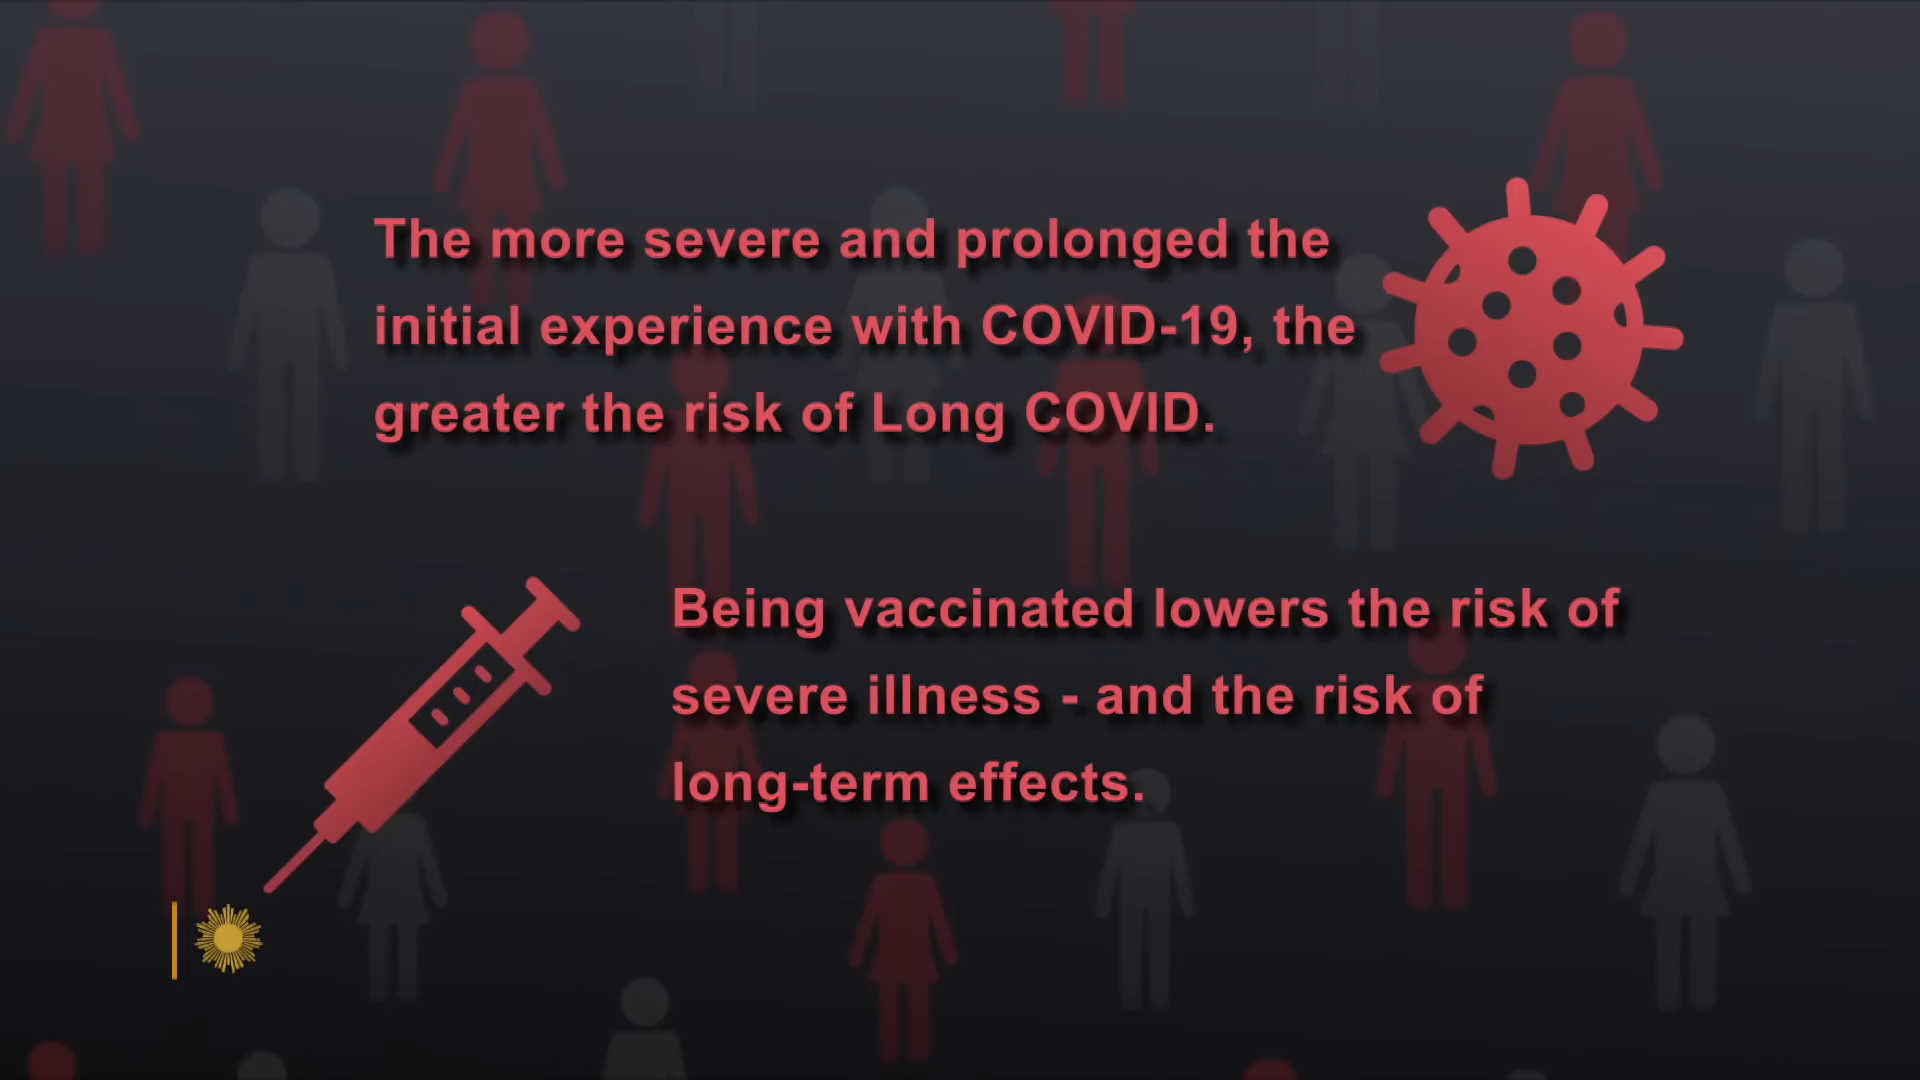 The more severe and prolonged the
initial experience with COVID-19, the
greater the risk of Long COVID.
Being vaccinated lowers the risk of
severe illness - and the risk of
long-term effects.